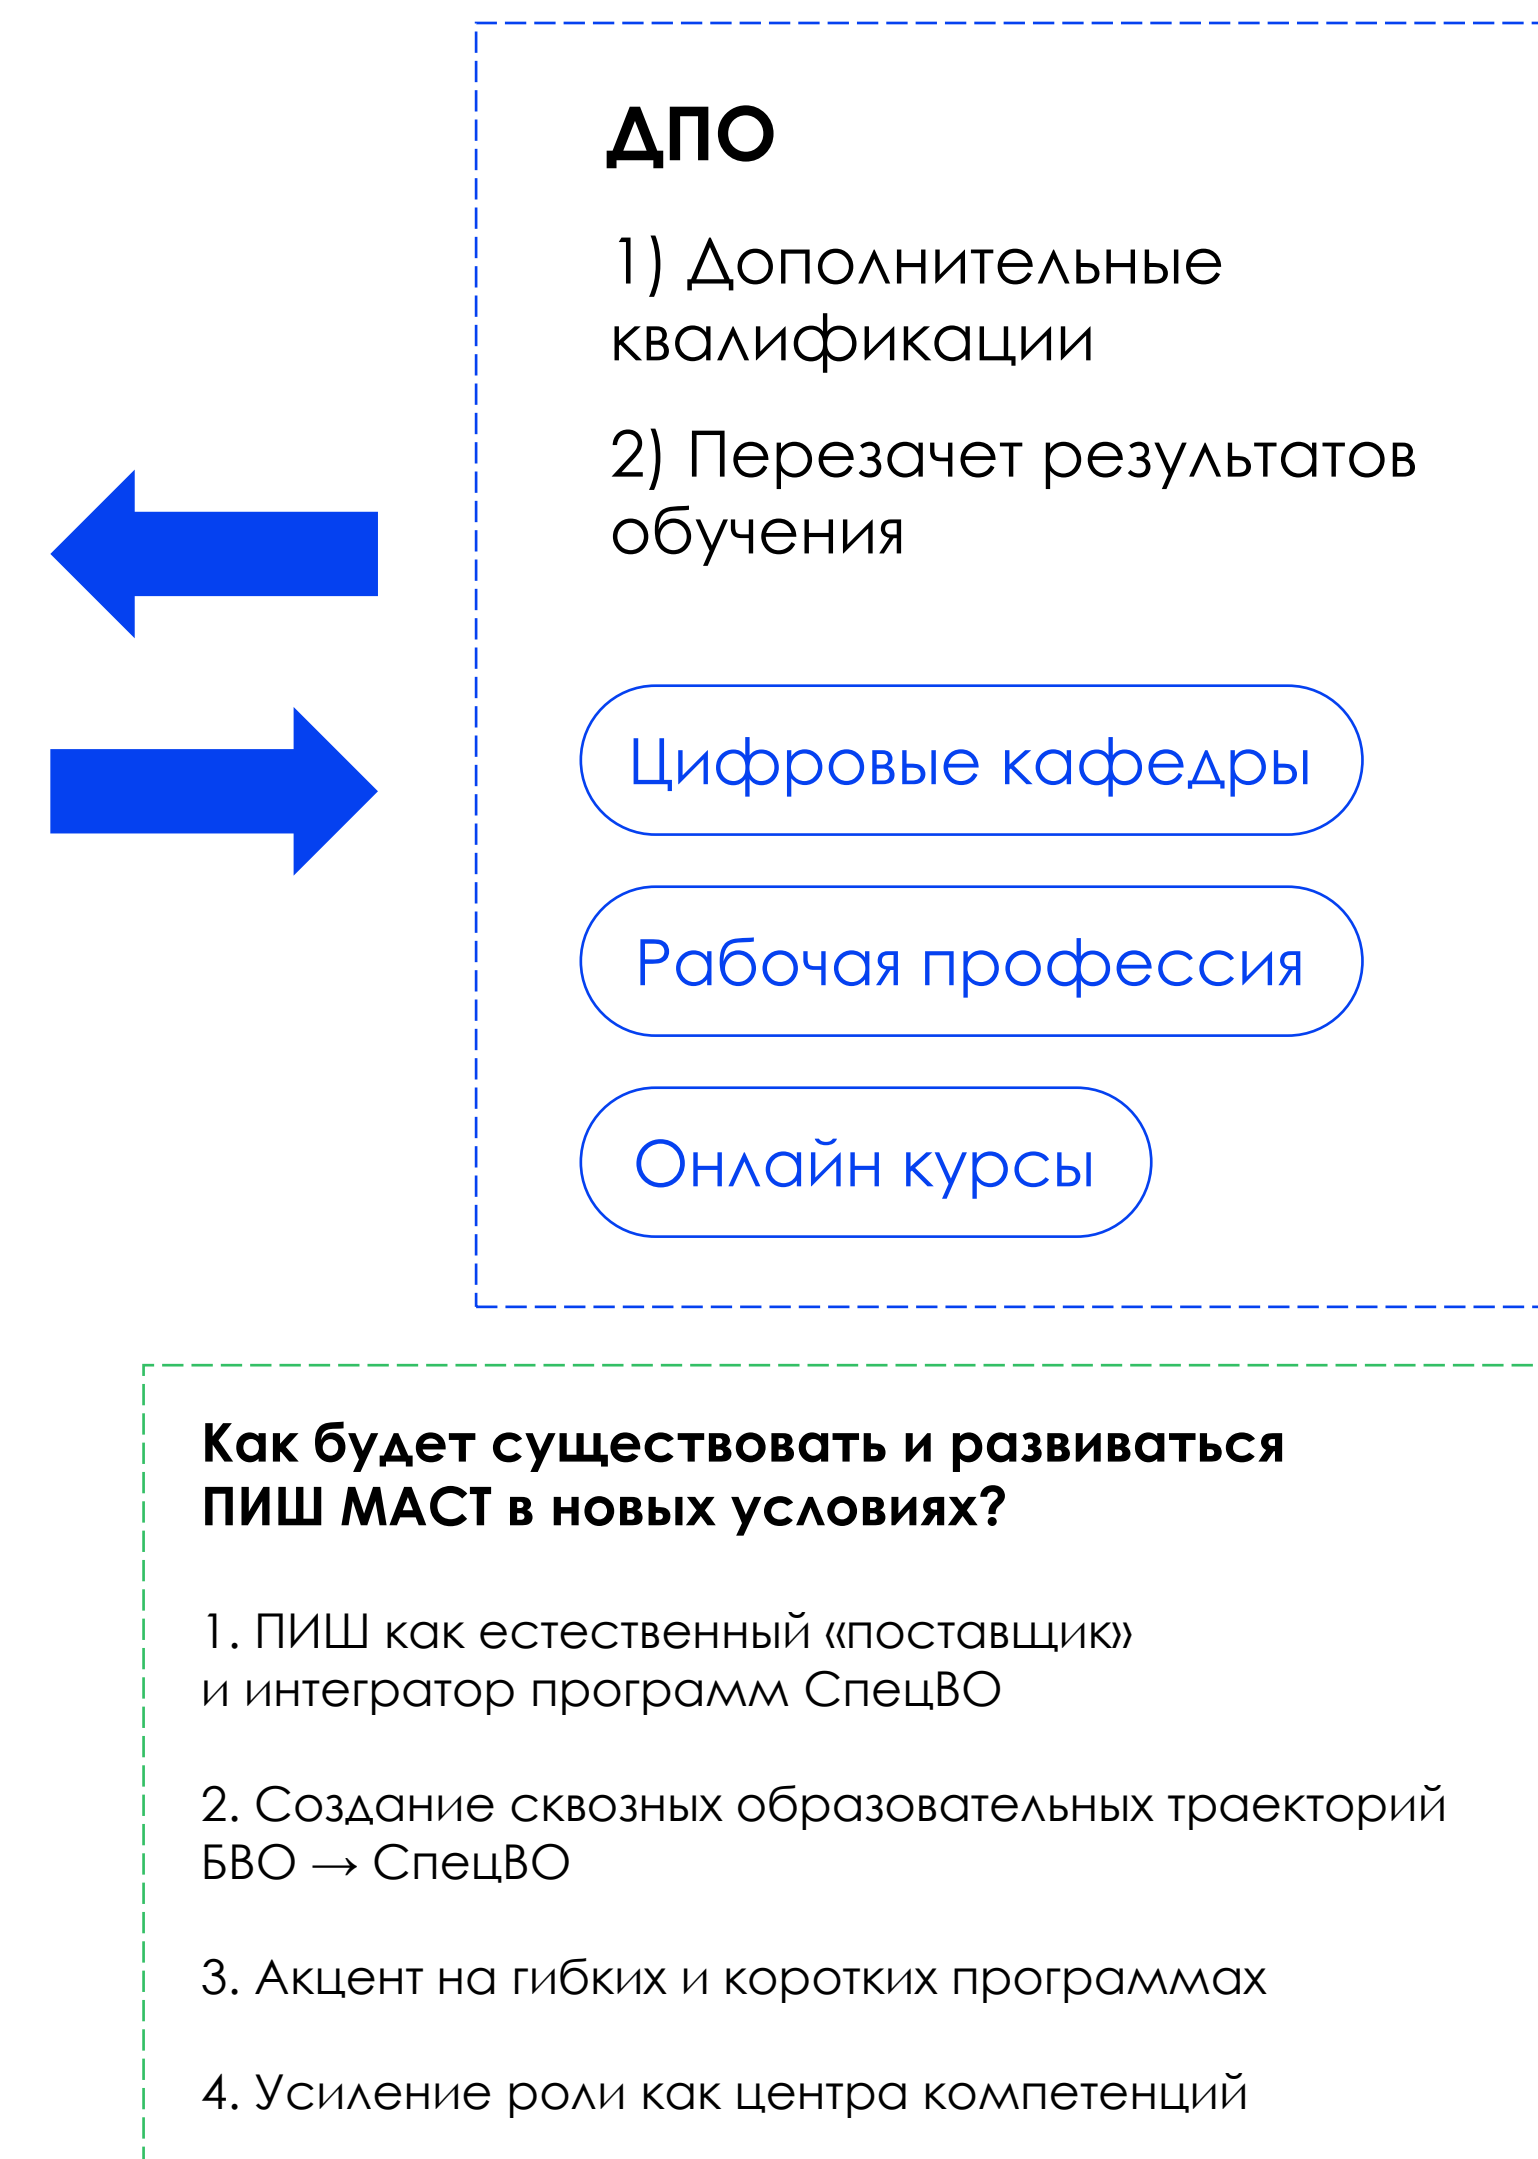 ДПО
1) Дополнительные
квалификации
2) Перезачет результатов
обучения
Цифровые кафедры
Рабочая профессия
Онлайн курсы
Как будет существовать и развиваться
ПИШ МАСТ в новых условиях?
1. ПИШ как естественный «поставщик»
и интегратор программ СпецВО
2. Создание сквозных образовательных траекторий
БВО → СпецВО
3. Акцент на гибких и коротких программах
4. Усиление роли как центра компетенций